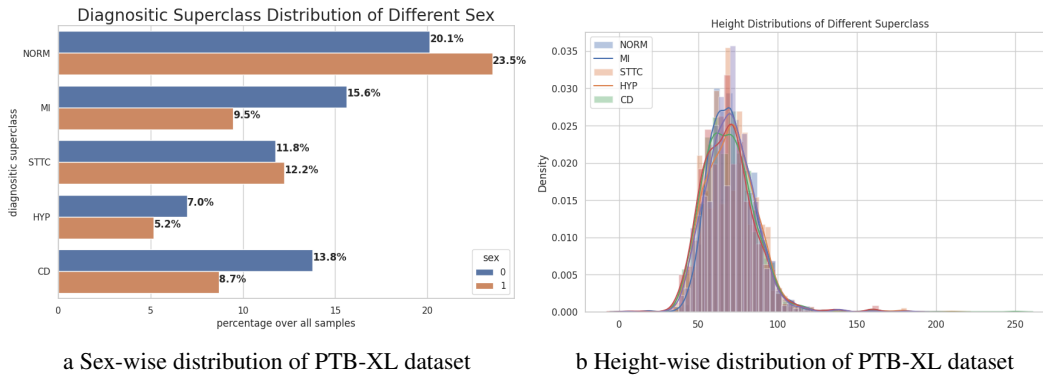 Diagnositic Superclass Distribution of Different Sex
diagnositic superclass
NORM
MI
STTC
HYP
CD
20.1%
23.5%
15.6%
9.5%
11.8%
12.2%
7.0%
5.2%
13.8%
8.7%
sex
0
1
0
5
10
15
20
percentage over all samples
a Sex-wise distribution of PTB-XL dataset
Height Distributions of Different Superclass
Density
0.035
0.030
0.025
0.020
0.015
0.010
0.005
0.000
NORM
MI
STTC
HYP
CD
0
50
100
150
200
250
b Height-wise distribution of PTB-XL dataset